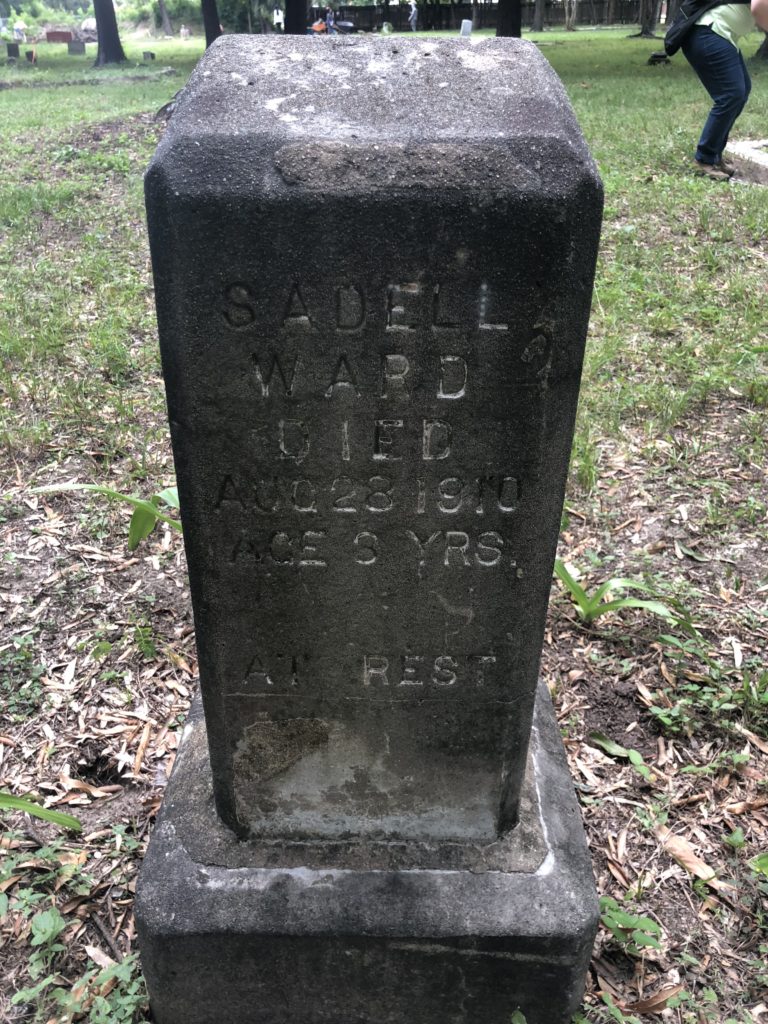 SADELL
WARD
DIED
AUG 28 1910
AGE 3 YRS.
AT REST